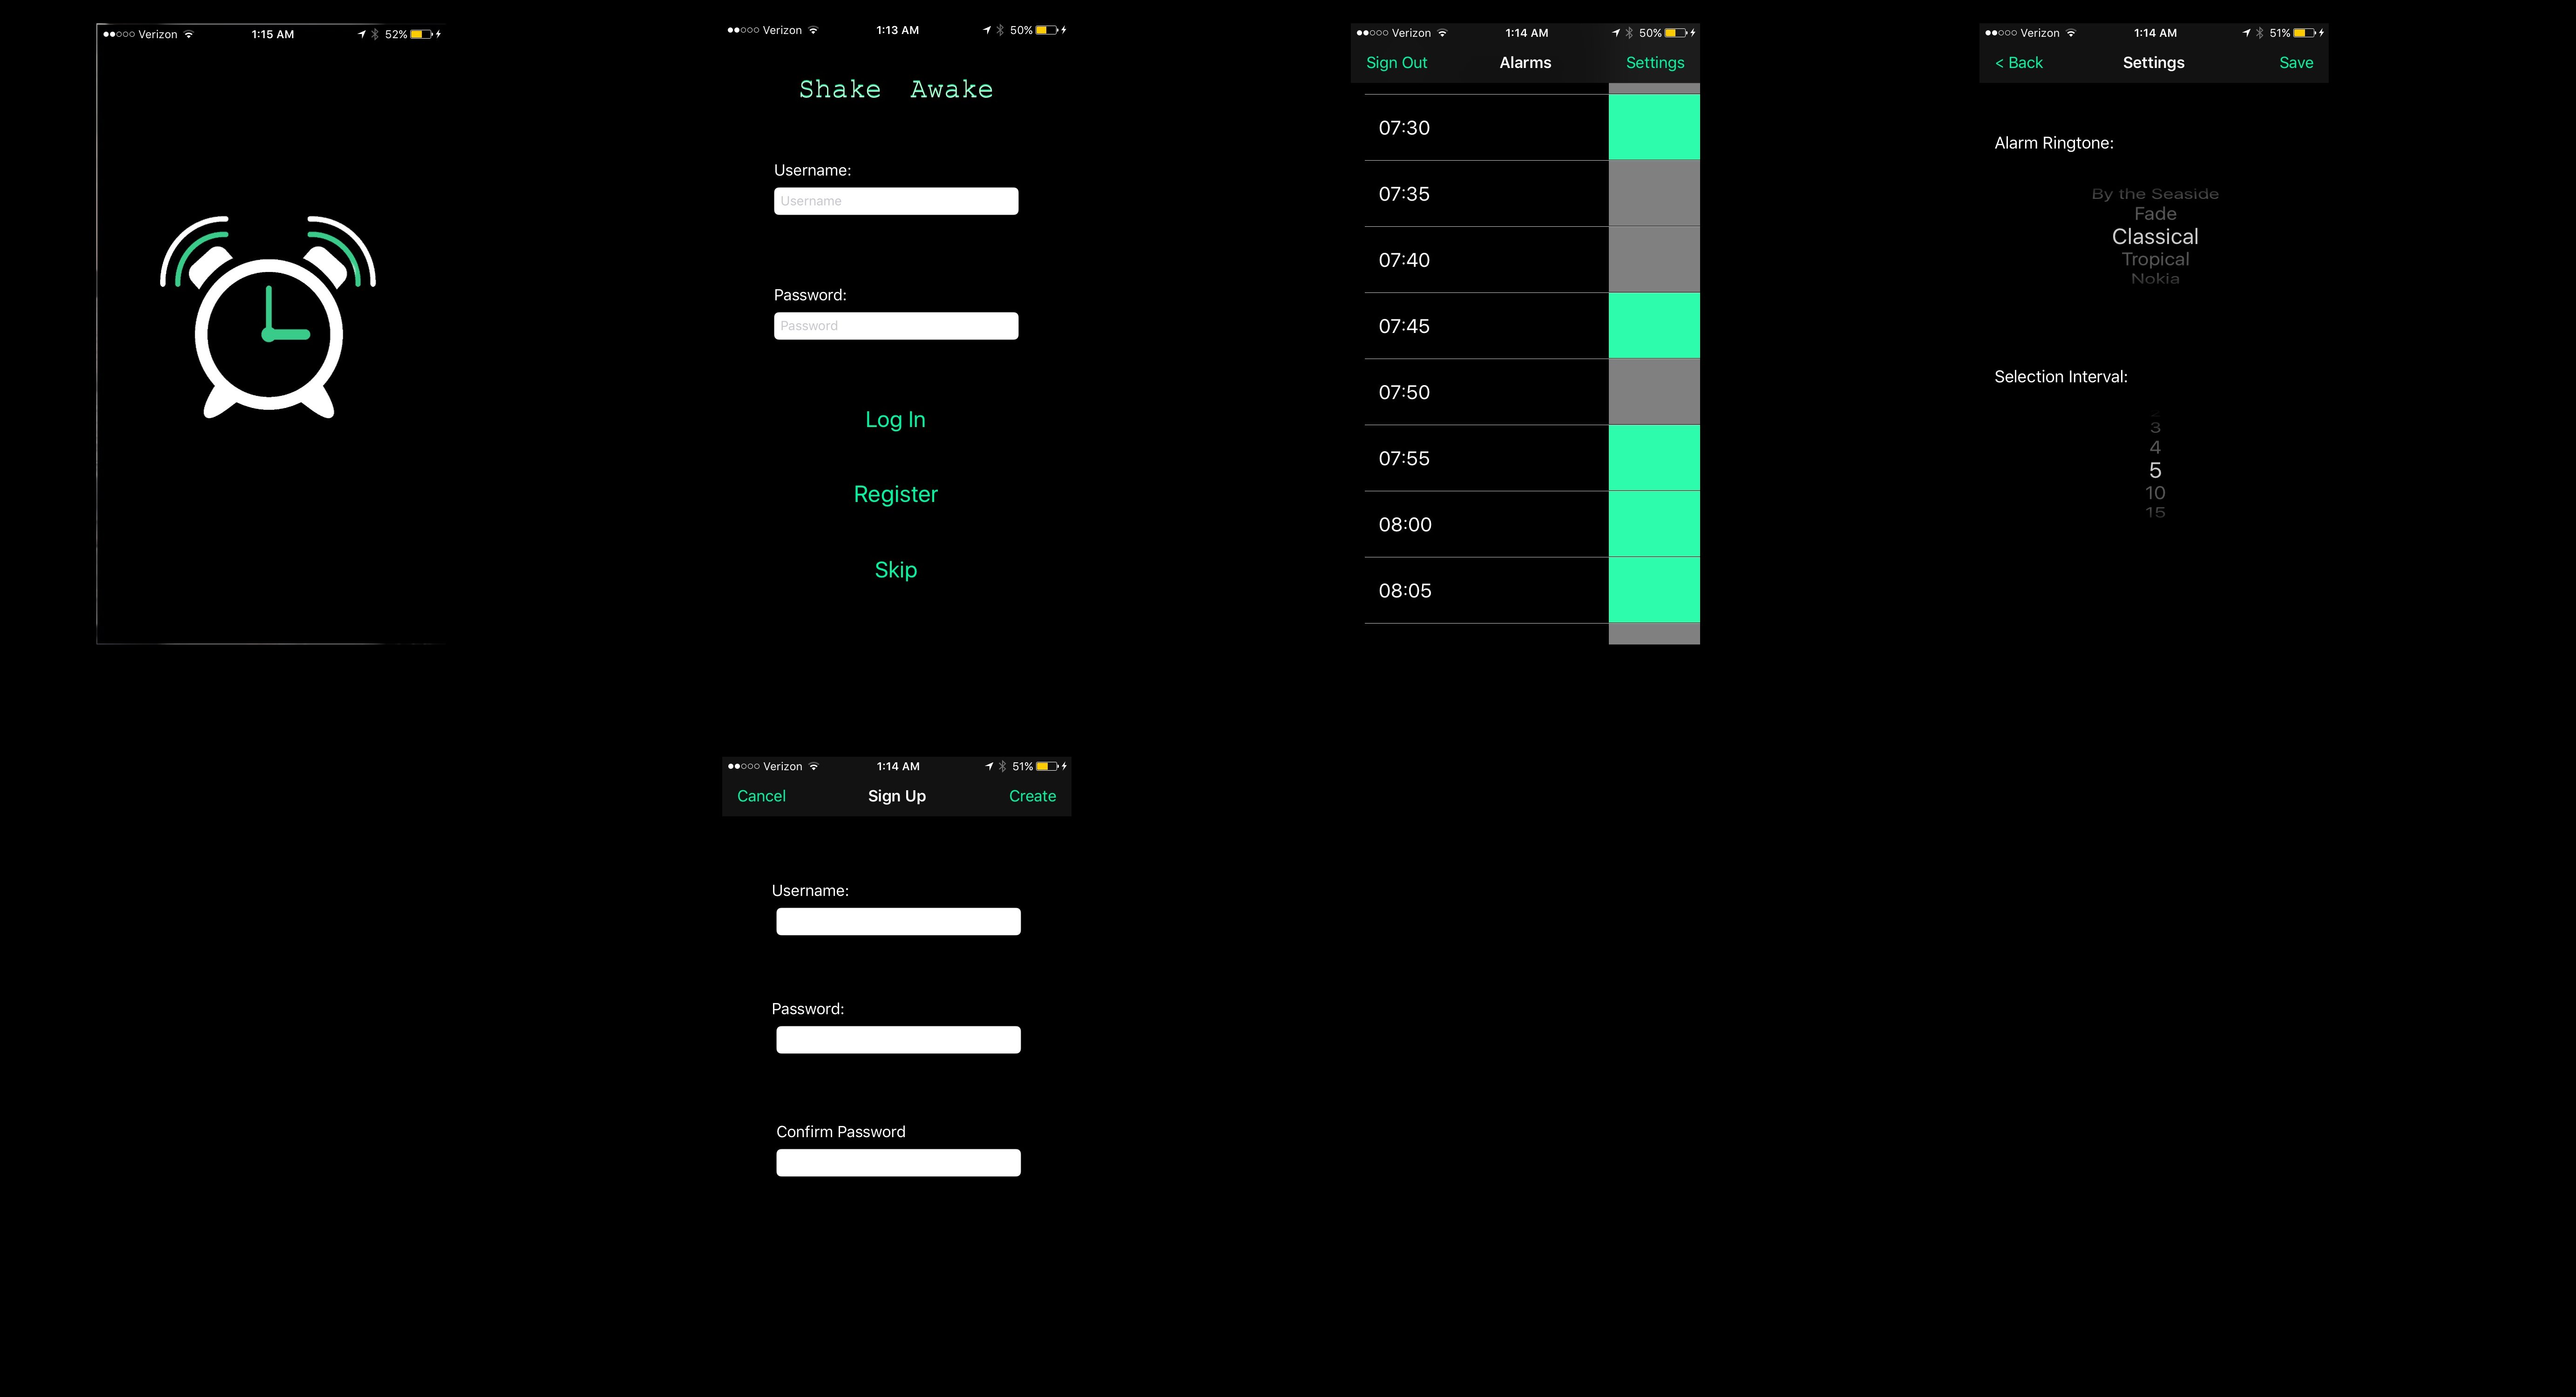 Verizon 1:15 AM 52%
Verizon 1:13 AM 50%
Shake Awake
Username:
Username
Password:
Password
Log In
Register
Skip
Verizon 1:14 AM 50%
Sign Out Alarms Settings
07:30
07:35
07:40
07:45
07:50
07:55
08:00
08:05
Verizon 1:14 AM 51%
< Back Settings Save
Alarm Ringtone:
By the Seaside
Fade
Classical
Tropical
Nokia
Selection Interval:
3
4
5
10
15
Verizon 1:14 AM 51%
Cancel Sign Up Create
Username:
Password:
Confirm Password